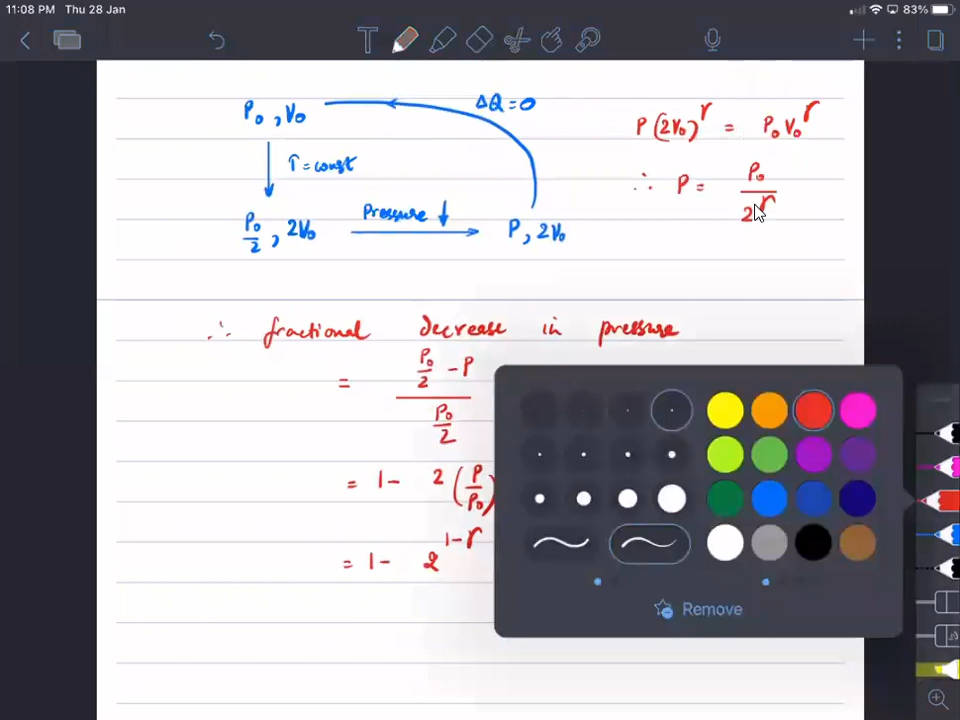 11:08 PM Thu 28 Jan 83%
T
P₀, V₀ ΔQ = 0
T = const
P₀/2, 2V₀ Pressure ↓ P, 2V₀
P(2V₀)^r = P₀V₀^r
∴ P = P₀/2^r
∴ fractional decrease in pressure
= (P₀/2 - P)/(P₀/2)
= 1 - 2(P/P₀)
= 1 - 2^(1-r)
Remove